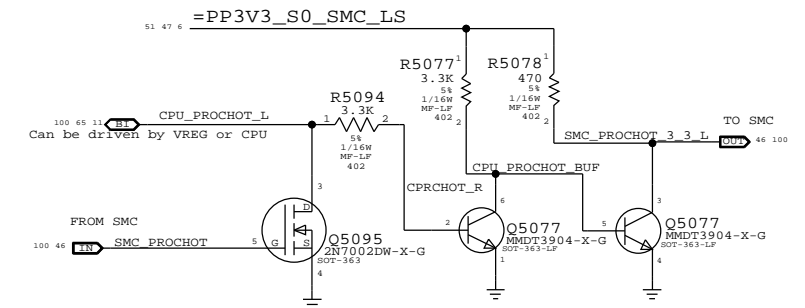 =PP3V3_S0_SMC_LS
51 47 6
R5077
1
3.3K
5%
1/16W
MF-LF
402
2
R5078
1
470
5%
1/16W
MF-LF
402
2
R5094
3.3K
1
2
5%
1/16W
MF-LF
402
100 65 11
BI
CPU_PROCHOT_L
Can be driven by VREG or CPU
TO SMC
SMC_PROCHOT_3_3_L
OUT
46 100
CPU_PROCHOT_BUF
CPRCHOT_R
3
D
FROM SMC
100 46
IN
SMC_PROCHOT
5
G
S
4
Q5095
2N7002DW-X-G
SOT-363
2
6
Q5077
MMDT3904-X-G
SOT-363-LF
1
5
3
Q5077
MMDT3904-X-G
SOT-363-LF
4